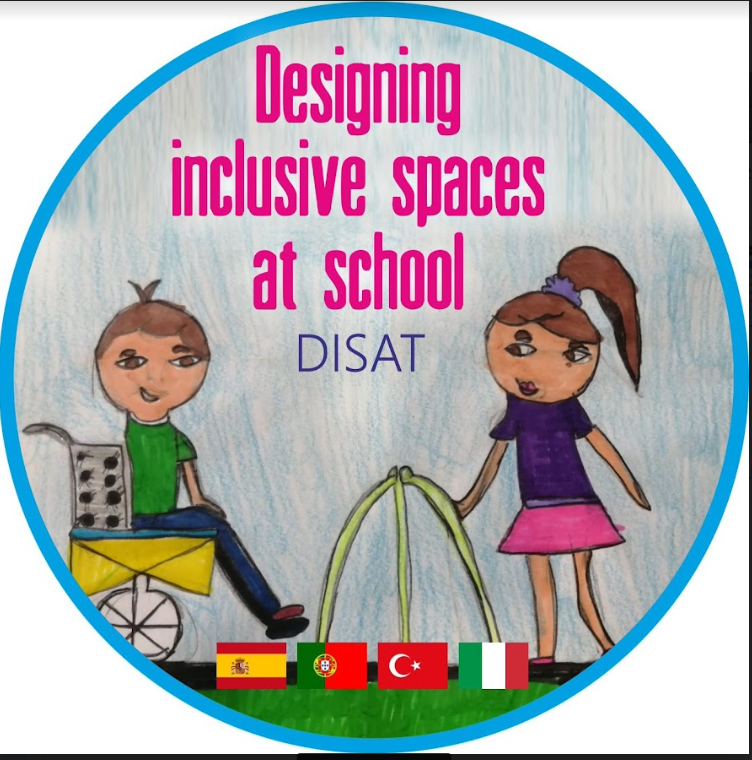 Designing
inclusive spaces
at school
DISAT